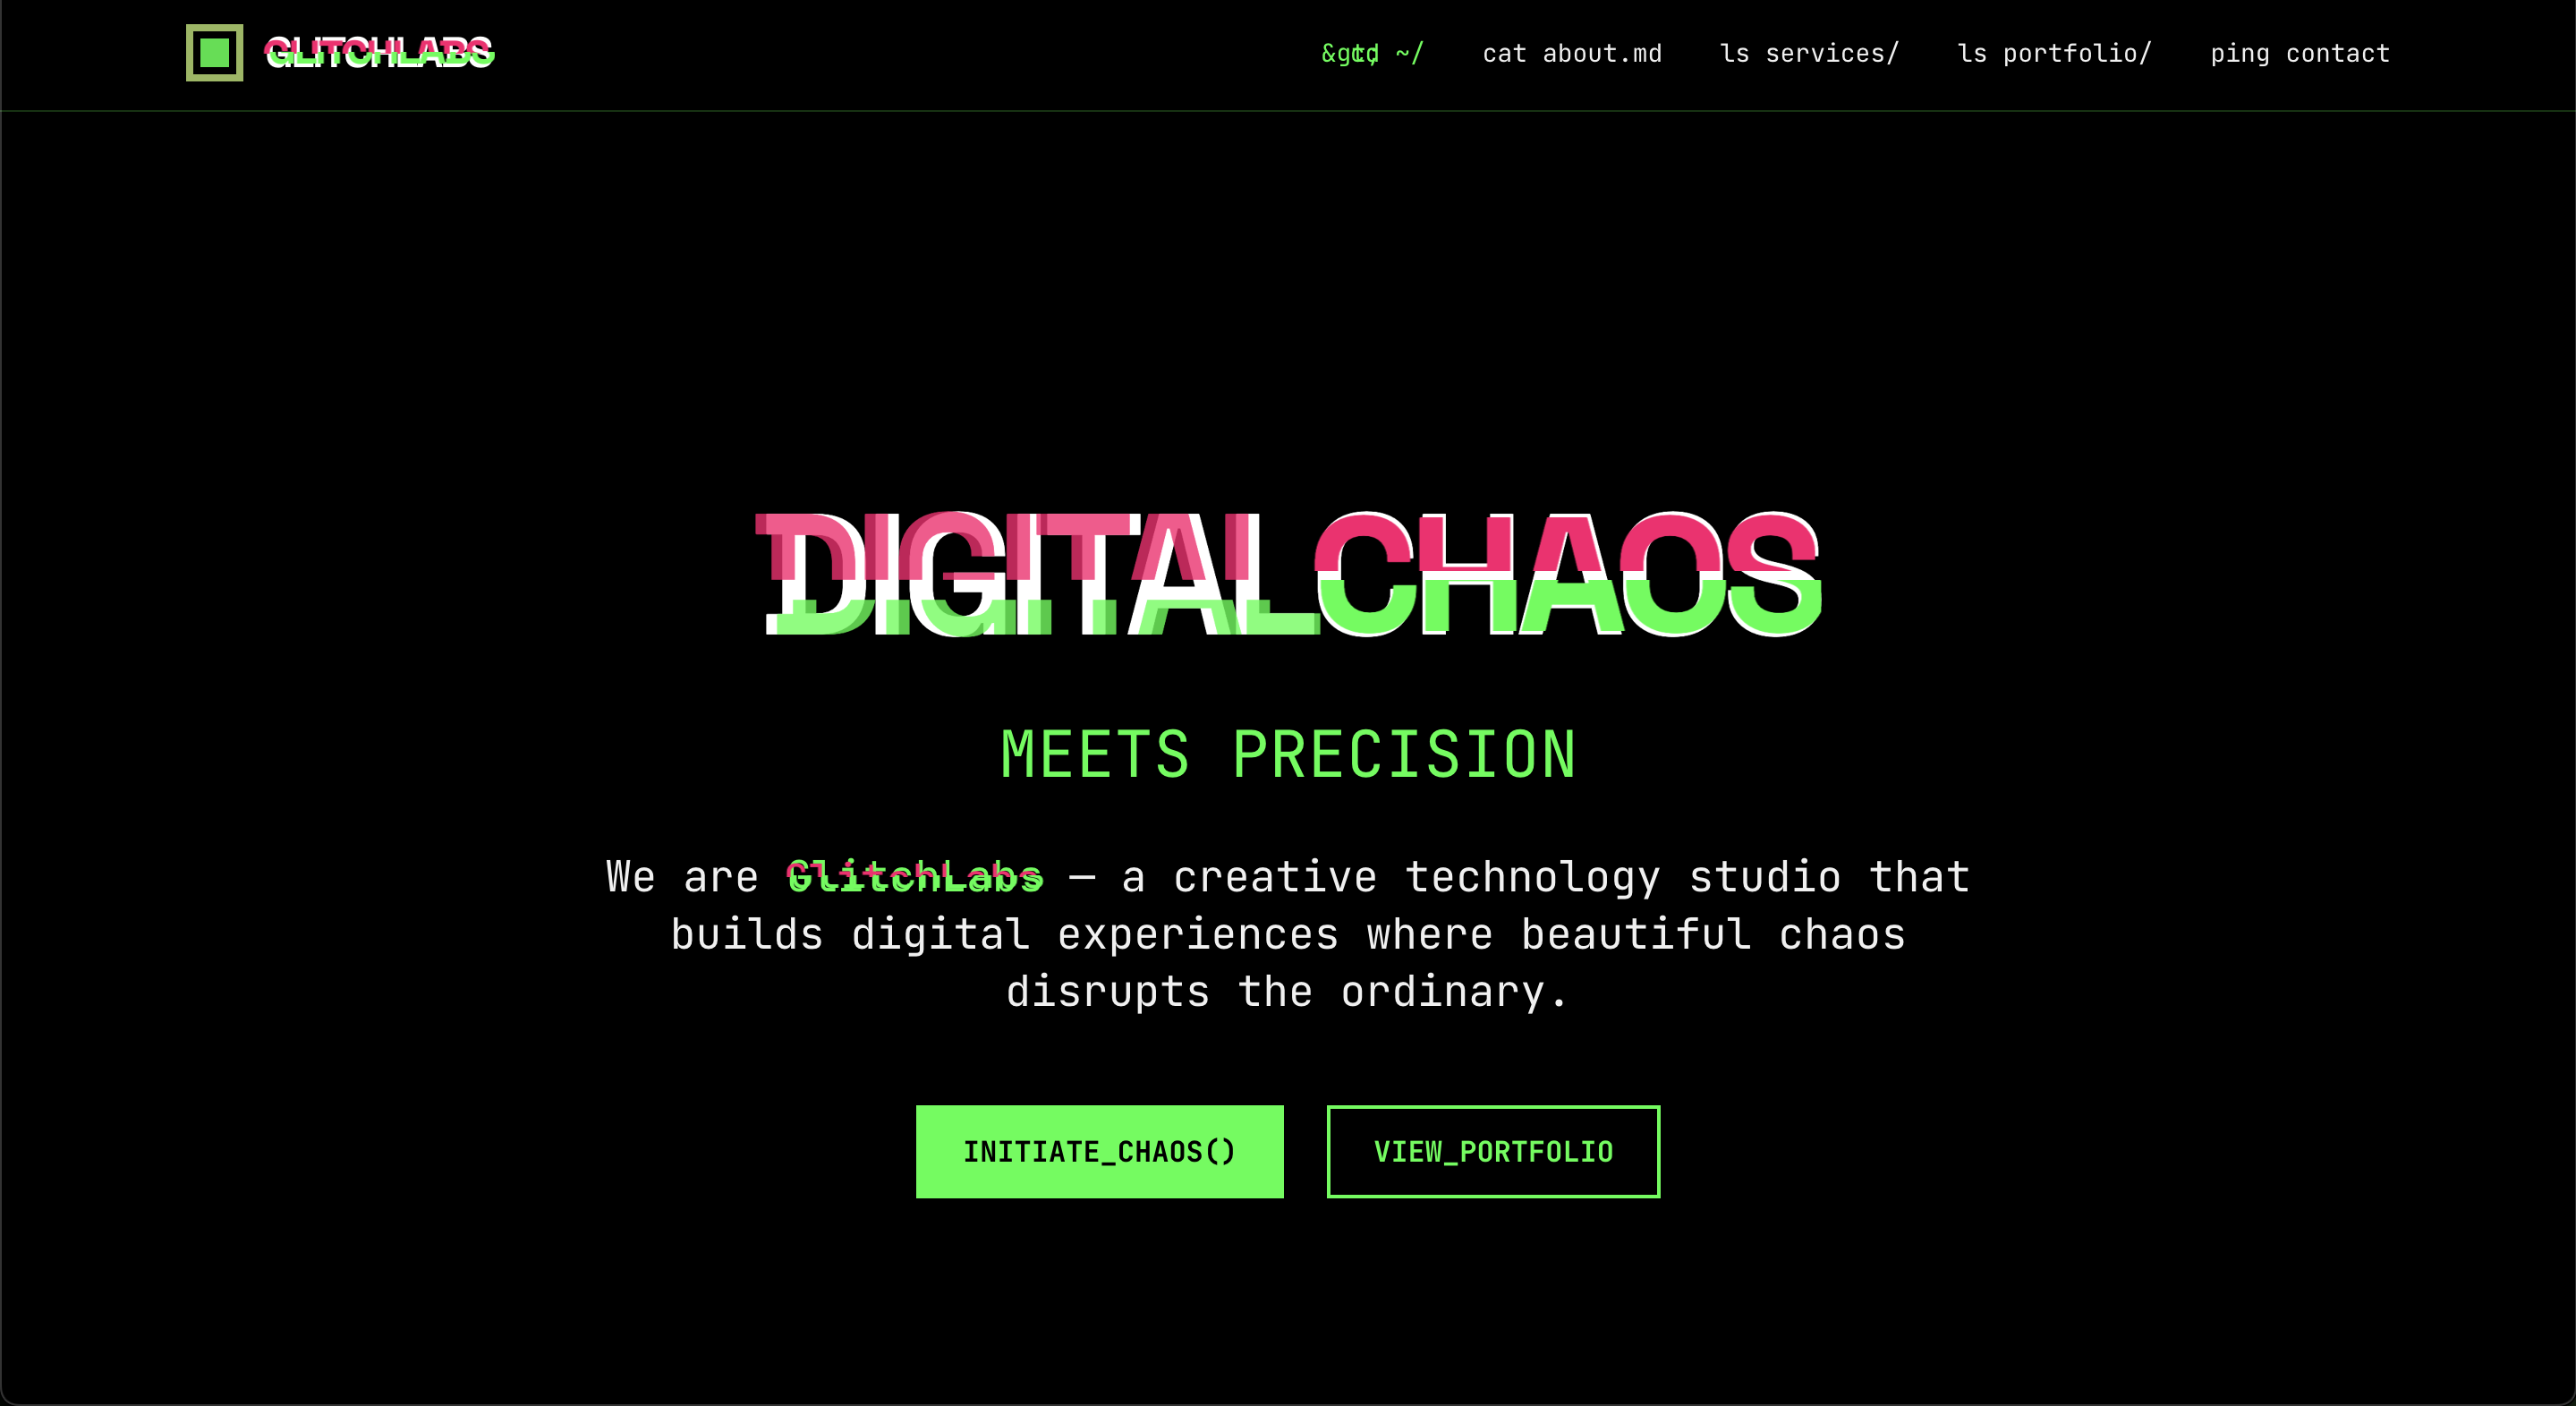 GLITCHLABS
&gt; cd ~/
cat about.md
ls services/
ls portfolio/
ping contact
DIGITALCHAOS
MEETS PRECISION
We are GlitchLabs — a creative technology studio that
builds digital experiences where beautiful chaos
disrupts the ordinary.
INITIATE_CHAOS()
VIEW_PORTFOLIO